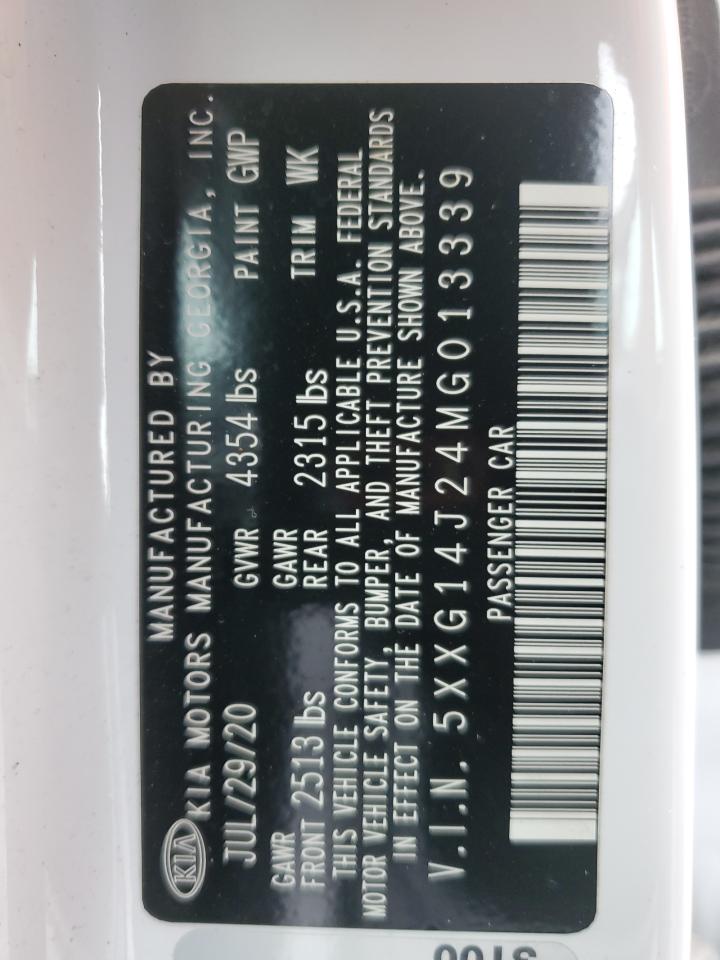 MANUFACTURED BY
KIA KIA MOTORS MANUFACTURING GEORGIA, INC.
JUL/29/20 GVWR 4354 lbs PAINT GWP
GAWR FRONT 2513 lbs GAWR REAR 2315 lbs TRIM WK
THIS VEHICLE CONFORMS TO ALL APPLICABLE U.S.A. FEDERAL
MOTOR VEHICLE SAFETY, BUMPER, AND THEFT PREVENTION STANDARDS
IN EFFECT ON THE DATE OF MANUFACTURE SHOWN ABOVE.
V.I.N. 5XXG14J24MG013339
PASSENGER CAR